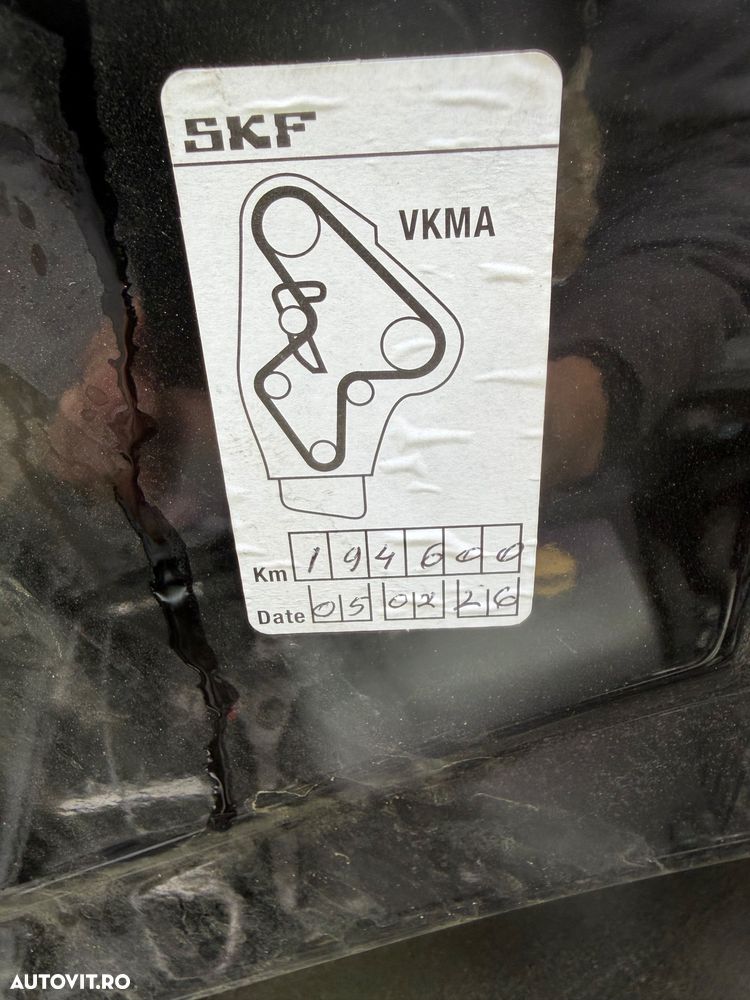 SKF
VKMA
Km 194600
Date 05 02 26
AUTOVIT.RO